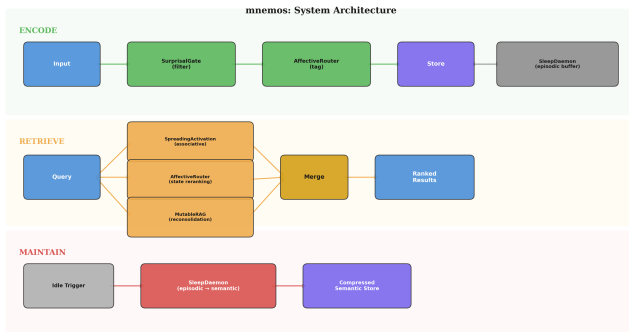 mnemos: System Architecture
ENCODE
Input
SurprisalGate
(filter)
AffectiveRouter
(tag)
Store
SleepDaemon
(episodic buffer)
RETRIEVE
Query
SpreadingActivation
(associative)
AffectiveRouter
(state reranking)
MutableRAG
(reconsolidation)
Merge
Ranked
Results
MAINTAIN
Idle Trigger
SleepDaemon
(episodic → semantic)
Compressed
Semantic Store